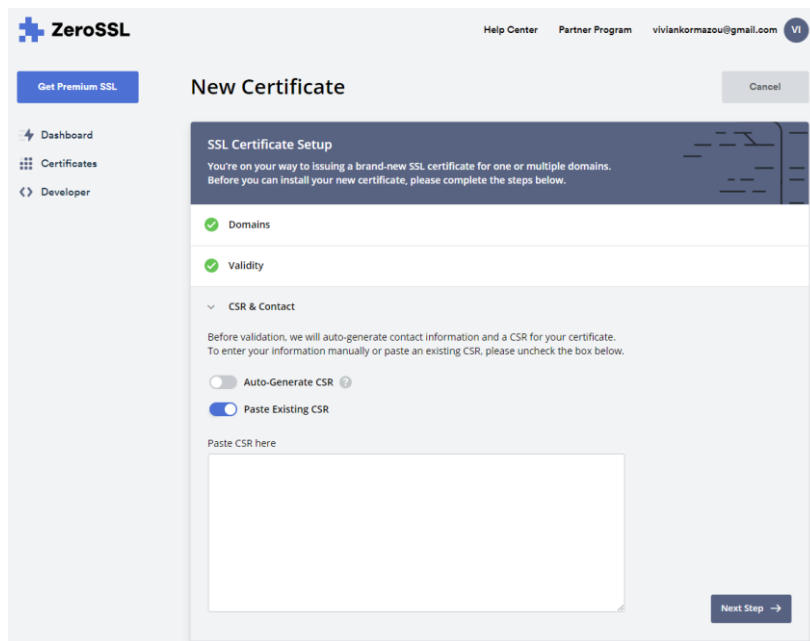 ZeroSSL
Help Center
Partner Program
viviankormazou@gmail.com
VI
Get Premium SSL
New Certificate
Cancel
Dashboard
Certificates
Developer
SSL Certificate Setup
You're on your way to issuing a brand-new SSL certificate for one or multiple domains.
Before you can install your new certificate, please complete the steps below.
Domains
Validity
CSR & Contact
Before validation, we will auto-generate contact information and a CSR for your certificate.
To enter your information manually or paste an existing CSR, please uncheck the box below.
Auto-Generate CSR ?
Paste Existing CSR
Paste CSR here
Next Step →